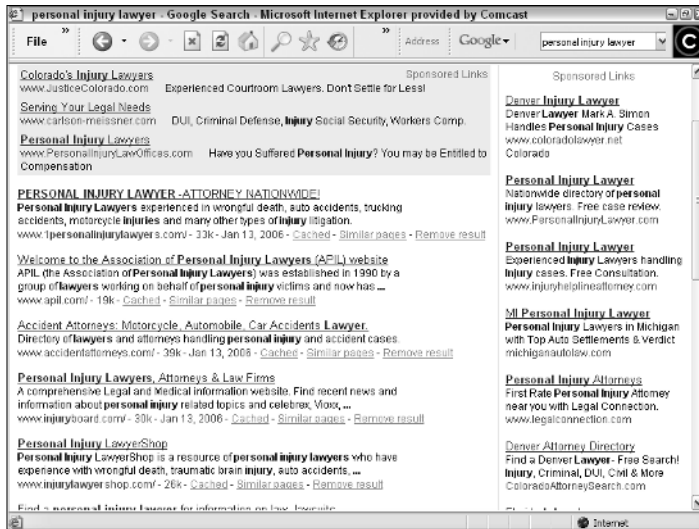 personal injury lawyer - Google Search - Microsoft Internet Explorer provided by Comcast
File » » Address Google personal injury lawyer C
Colorado's Injury Lawyers Sponsored Links
www.JusticeColorado.com Experienced Courtroom Lawyers. Don't Settle for Less!
Serving Your Legal Needs
www.carlson-meissner.com DUI, Criminal Defense, Injury Social Security, Workers Comp.
Personal Injury Lawyers
www.PersonalInjuryLawOffices.com Have you Suffered Personal Injury? You may be Entitled to
Compensation
PERSONAL INJURY LAWYER -ATTORNEY NATIONWIDE!
Personal Injury Lawyers experienced in wrongful death, auto accidents, trucking
accidents, motorcycle injuries and many other types of injury litigation.
www.1personalinjurylawyers.com/ - 33k - Jan 13, 2006 - Cached - Similar pages - Remove result
Welcome to the Association of Personal Injury Lawyers (APIL) website
APIL (the Association of Personal Injury Lawyers) was established in 1990 by a
group of lawyers working on behalf of personal injury victims and now has ...
www.apil.com/ - 19k - Cached - Similar pages - Remove result
Accident Attorneys: Motorcycle, Automobile, Car Accidents Lawyer.
Directory of lawyers and attorneys handling personal injury and accident cases.
www.accidentattorneys.com/ - 39k - Jan 13, 2006 - Cached - Similar pages - Remove result
Personal Injury Lawyers, Attorneys & Law Firms
A comprehensive Legal and Medical information website. Find recent news and
information about personal injury related topics and celebrex, Vioxx, ...
www.injuryboard.com/ - 30k - Jan 13, 2006 - Cached - Similar pages - Remove result
Personal Injury LawyerShop
Personal Injury LawyerShop is a resource of personal injury lawyers who have
experience with wrongful death, traumatic brain injury, auto accidents, ...
www.injurylawyershop.com/ - 26k - Cached - Similar pages - Remove result
Find a personal injury lawyer for information on law, lawsuits
Sponsored Links
Denver Injury Lawyer
Denver Lawyer Mark A. Simon
Handles Personal Injury Cases
www.coloradolawyer.net
Colorado
Personal Injury Lawyer
Nationwide directory of personal
injury lawyers. Free case review.
www.PersonalInjuryLawyer.com
Personal Injury Lawyer
Experienced Injury Lawyers handling
Injury cases. Free Consultation.
www.injuryhelplineattorney.com
MI Personal Injury Lawyer
Personal Injury Lawyers in Michigan
with Top Auto Settlements & Verdict
michiganautolaw.com
Personal Injury Attorneys
First Rate Personal Injury Attorney
near you with Legal Connection.
www.legalconnection.com
Denver Attorney Directory
Find a Denver Lawyer- Free Search!
Injury, Criminal, DUI, Civil & More
ColoradoAttorneySearch.com
Internet